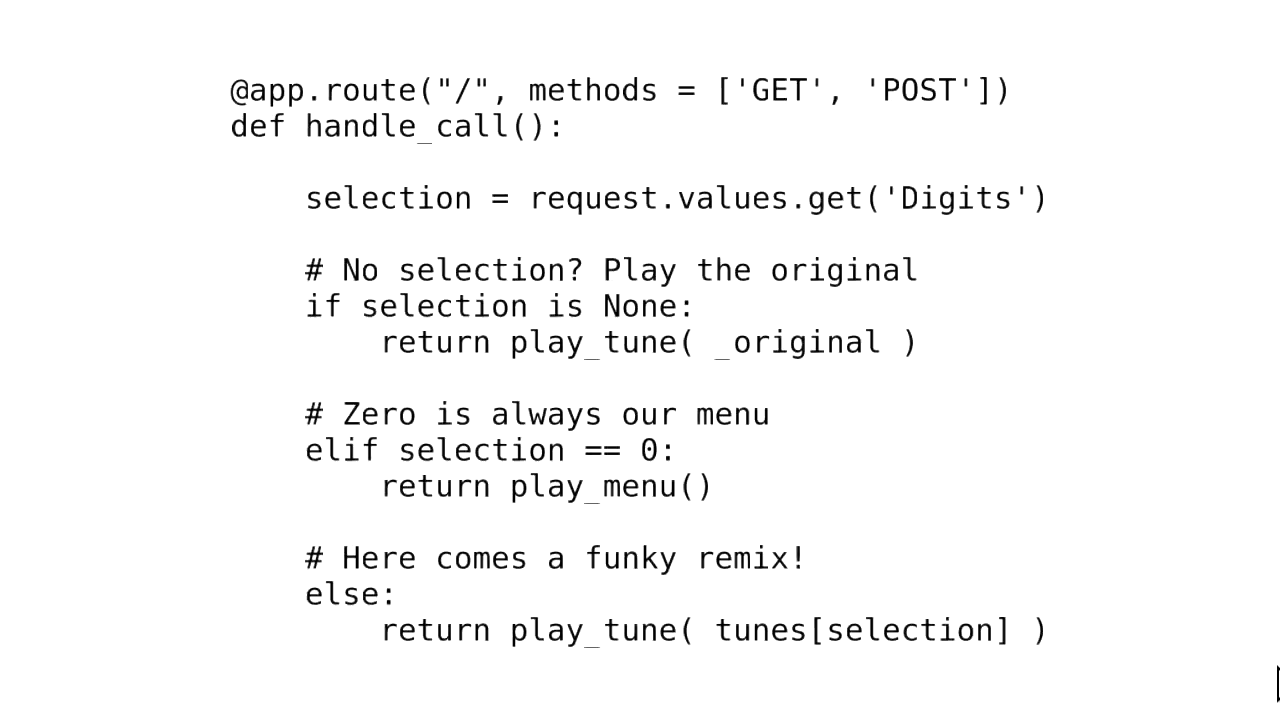 @app.route("/", methods = ['GET', 'POST'])
def handle_call():
    selection = request.values.get('Digits')
    # No selection? Play the original
    if selection is None:
        return play_tune( _original )
    # Zero is always our menu
    elif selection == 0:
        return play_menu()
    # Here comes a funky remix!
    else:
        return play_tune( tunes[selection] )